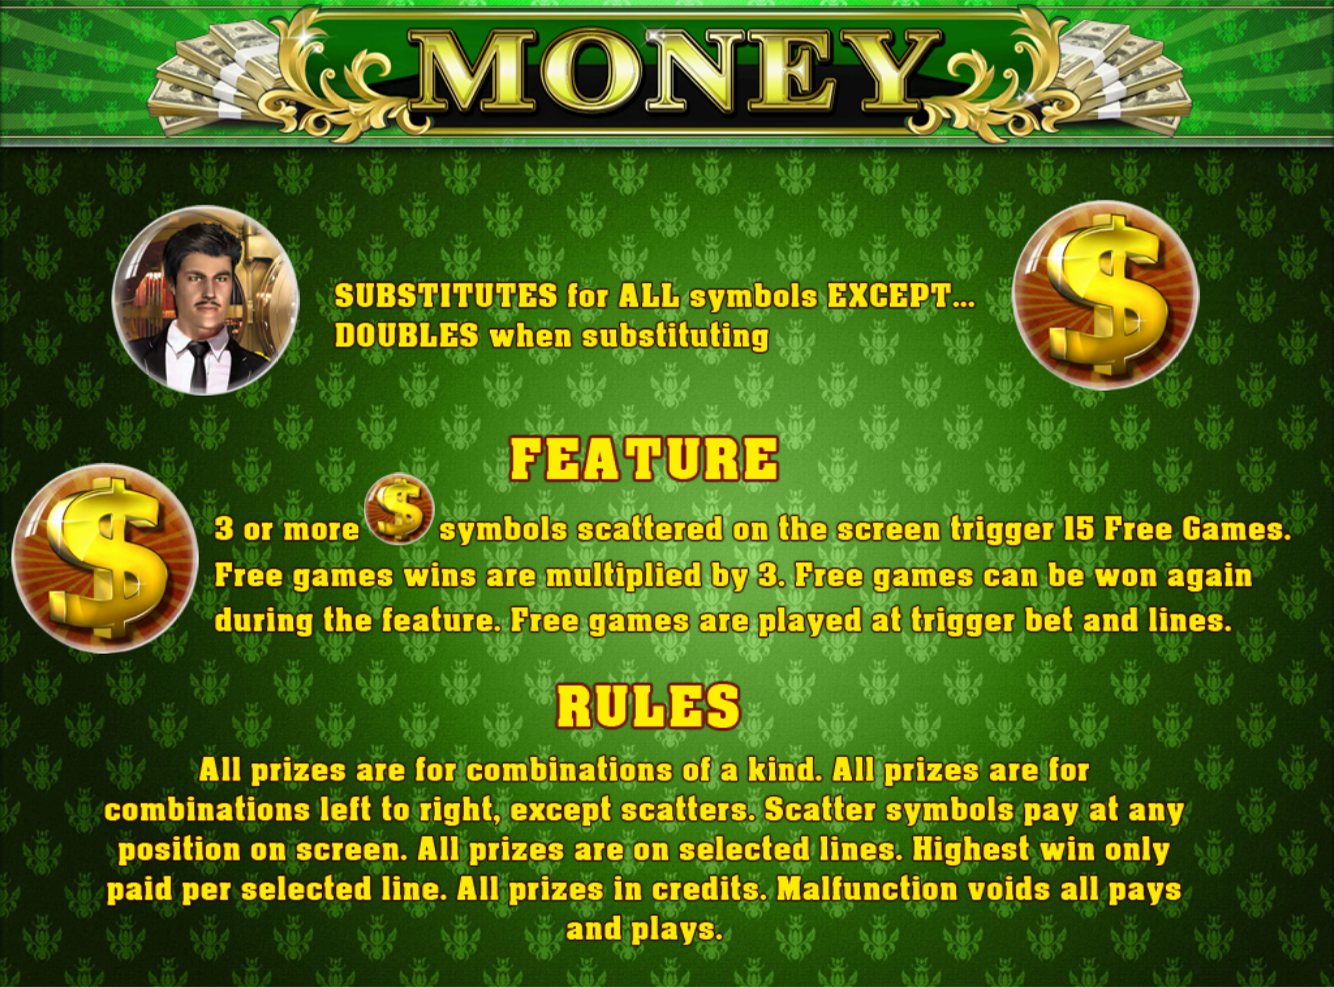 MONEY
SUBSTITUTES for ALL symbols EXCEPT...
DOUBLES when substituting
FEATURE
3 or more $ symbols scattered on the screen trigger 15 Free Games.
Free games wins are multiplied by 3. Free games can be won again
during the feature. Free games are played at trigger bet and lines.
RULES
All prizes are for combinations of a kind. All prizes are for
combinations left to right, except scatters. Scatter symbols pay at any
position on screen. All prizes are on selected lines. Highest win only
paid per selected line. All prizes in credits. Malfunction voids all pays
and plays.